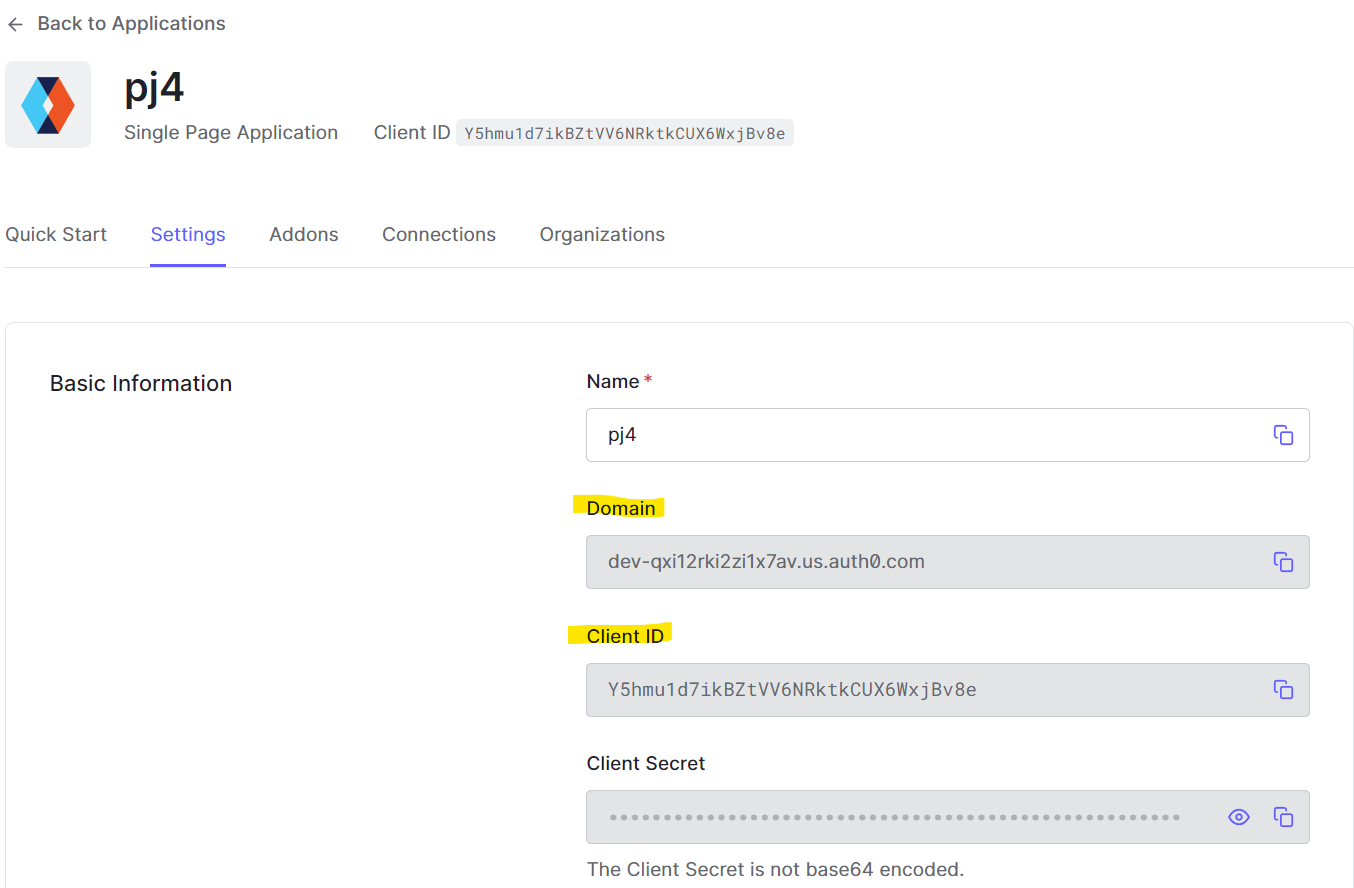 Back to Applications
pj4
Single Page Application Client ID Y5hmu1d7ikBZtVV6NRktkCUX6WxjBv8e
Quick Start Settings Addons Connections Organizations
Basic Information
Name *
pj4
Domain
dev-qxi12rki2zi1x7av.us.auth0.com
Client ID
Y5hmu1d7ikBZtVV6NRktkCUX6WxjBv8e
Client Secret
The Client Secret is not base64 encoded.